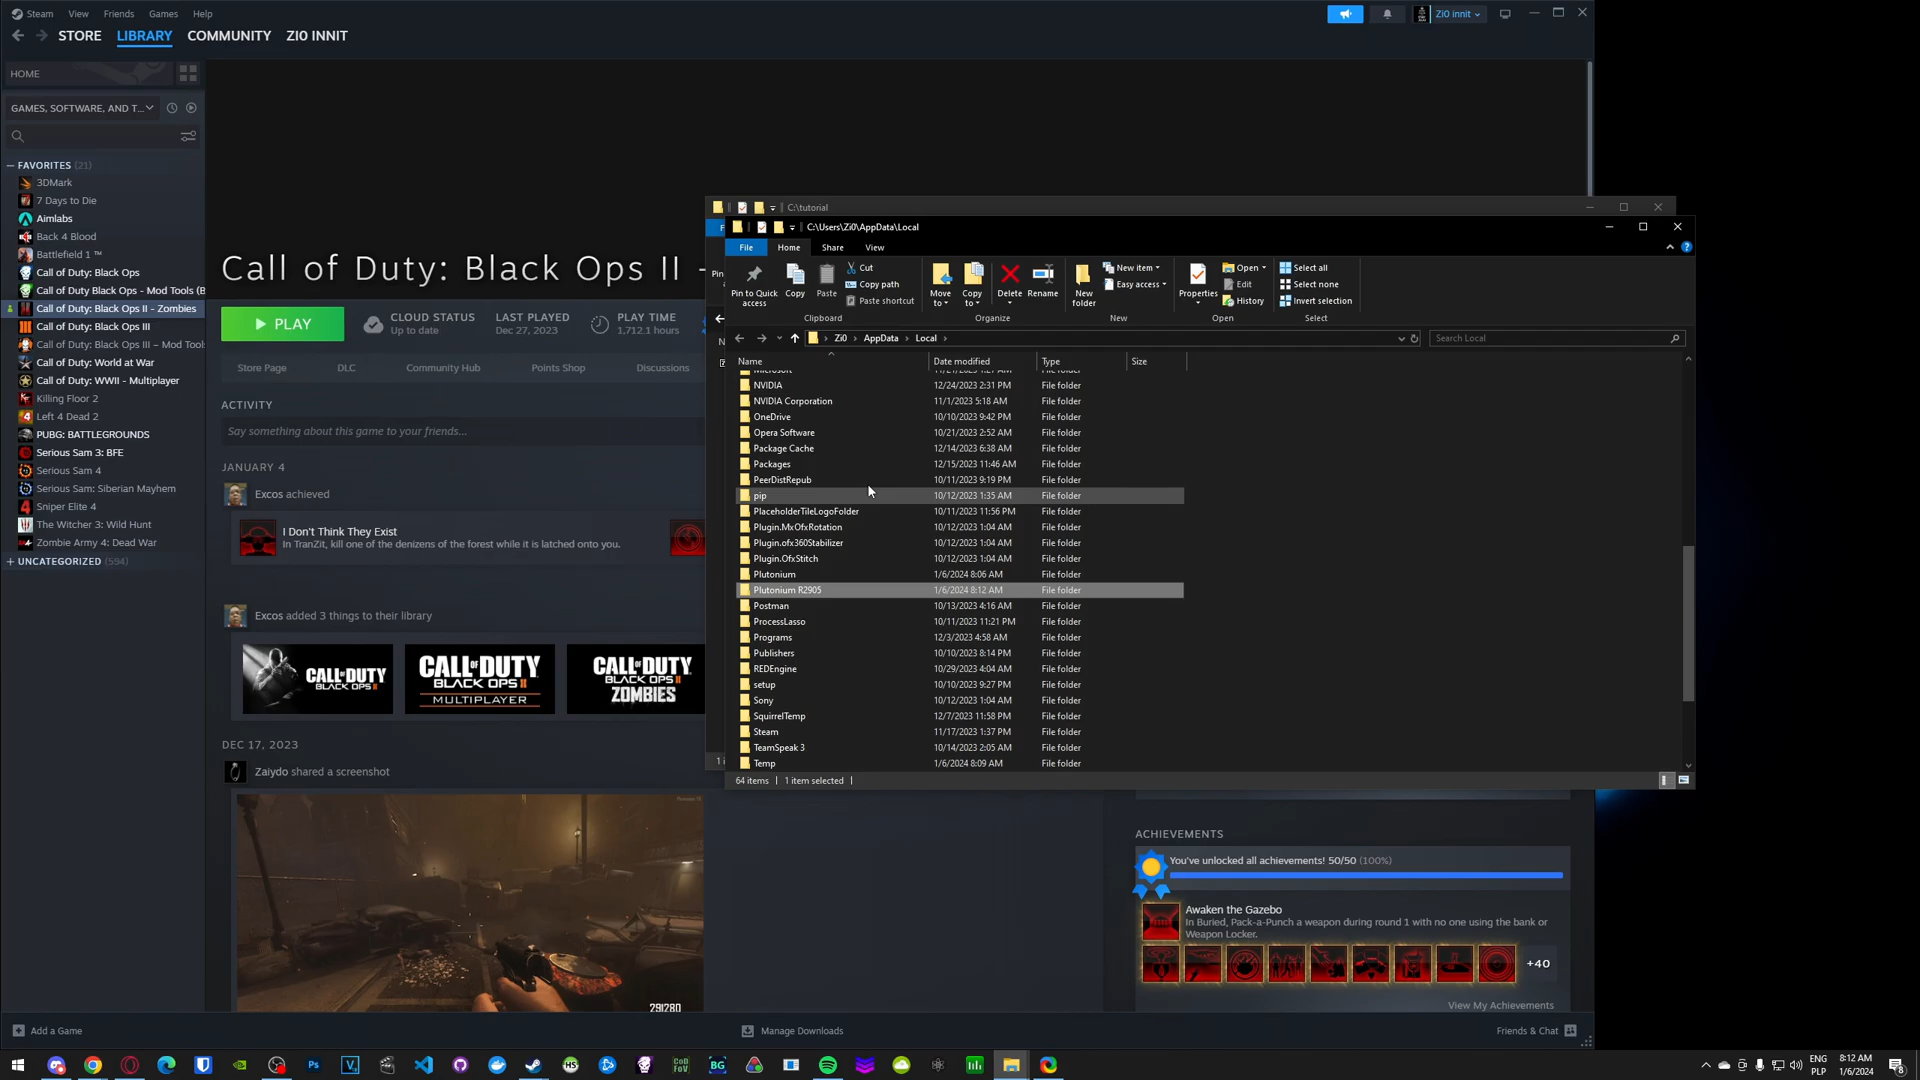 Steam View Friends Games Help
Zi0 innit
STORE LIBRARY COMMUNITY ZI0 INNIT
HOME
GAMES, SOFTWARE, AND T...
FAVORITES (21)
3DMark
7 Days to Die
Aimlabs
Back 4 Blood
Battlefield 1 ™
Call of Duty: Black Ops
Call of Duty Black Ops - Mod Tools (B
Call of Duty: Black Ops II - Zombies
Call of Duty: Black Ops III
Call of Duty: Black Ops III – Mod Tools
Call of Duty: World at War
Call of Duty: WWII - Multiplayer
Killing Floor 2
Left 4 Dead 2
PUBG: BATTLEGROUNDS
Serious Sam 3: BFE
Serious Sam 4
Serious Sam: Siberian Mayhem
Sniper Elite 4
The Witcher 3: Wild Hunt
Zombie Army 4: Dead War
UNCATEGORIZED (594)
Call of Duty: Black Ops II -
PLAY
CLOUD STATUS
Up to date
LAST PLAYED
Dec 27, 2023
PLAY TIME
1,712.1 hours
Store Page DLC Community Hub Points Shop Discussions
ACTIVITY
Say something about this game to your friends...
JANUARY 4
Excos achieved
I Don't Think They Exist
In TranZit, kill one of the denizens of the forest while it is latched onto you.
Excos added 3 things to their library
CALL OF DUTY BLACK OPS II
CALL OF DUTY BLACK OPS II MULTIPLAYER
CALL OF DUTY BLACK OPS II ZOMBIES
DEC 17, 2023
Zaiydo shared a screenshot
C:\tutorial
C:\Users\Zi0\AppData\Local
File Home Share View
Pin to Quick access
Copy
Paste
Cut
Copy path
Paste shortcut
Clipboard
Move to
Copy to
Delete
Rename
Organize
New folder
New item
Easy access
New
Properties
Open
Edit
History
Open
Select all
Select none
Invert selection
Select
Zi0 › AppData › Local ›
Search Local
Name Date modified Type Size
NVIDIA 12/24/2023 2:31 PM File folder
NVIDIA Corporation 11/1/2023 5:18 AM File folder
OneDrive 10/10/2023 9:42 PM File folder
Opera Software 10/21/2023 2:52 AM File folder
Package Cache 12/14/2023 6:38 AM File folder
Packages 12/15/2023 11:46 AM File folder
PeerDistRepub 10/11/2023 9:19 PM File folder
pip 10/12/2023 1:35 AM File folder
PlaceholderTileLogoFolder 10/11/2023 11:56 PM File folder
Plugin.MxOfxRotation 10/12/2023 1:04 AM File folder
Plugin.ofx360Stabilizer 10/12/2023 1:04 AM File folder
Plugin.OfxStitch 10/12/2023 1:04 AM File folder
Plutonium 1/6/2024 8:06 AM File folder
Plutonium R2905 1/6/2024 8:12 AM File folder
Postman 10/13/2023 4:16 AM File folder
ProcessLasso 10/11/2023 11:21 PM File folder
Programs 12/3/2023 4:58 AM File folder
Publishers 10/10/2023 8:14 PM File folder
REDEngine 10/29/2023 4:04 AM File folder
setup 10/10/2023 9:27 PM File folder
Sony 10/12/2023 1:04 AM File folder
SquirrelTemp 12/7/2023 11:58 PM File folder
Steam 11/17/2023 1:37 PM File folder
TeamSpeak 3 10/14/2023 2:05 AM File folder
Temp 1/6/2024 8:09 AM File folder
64 items 1 item selected
ACHIEVEMENTS
You've unlocked all achievements! 50/50 (100%)
Awaken the Gazebo
In Buried, Pack-a-Punch a weapon during round 1 with no one using the bank or
Weapon Locker.
+40
View My Achievements
Add a Game
Manage Downloads
Friends & Chat
ENG
PLP
8:12 AM
1/6/2024